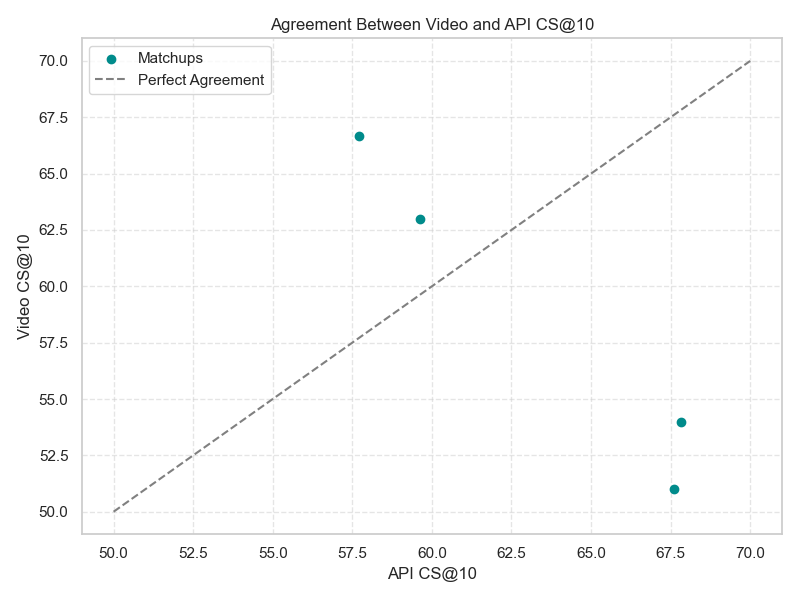 Agreement Between Video and API CS@10
Matchups
Perfect Agreement
Video CS@10
70.0
67.5
65.0
62.5
60.0
57.5
55.0
52.5
50.0
50.0 52.5 55.0 57.5 60.0 62.5 65.0 67.5 70.0
API CS@10